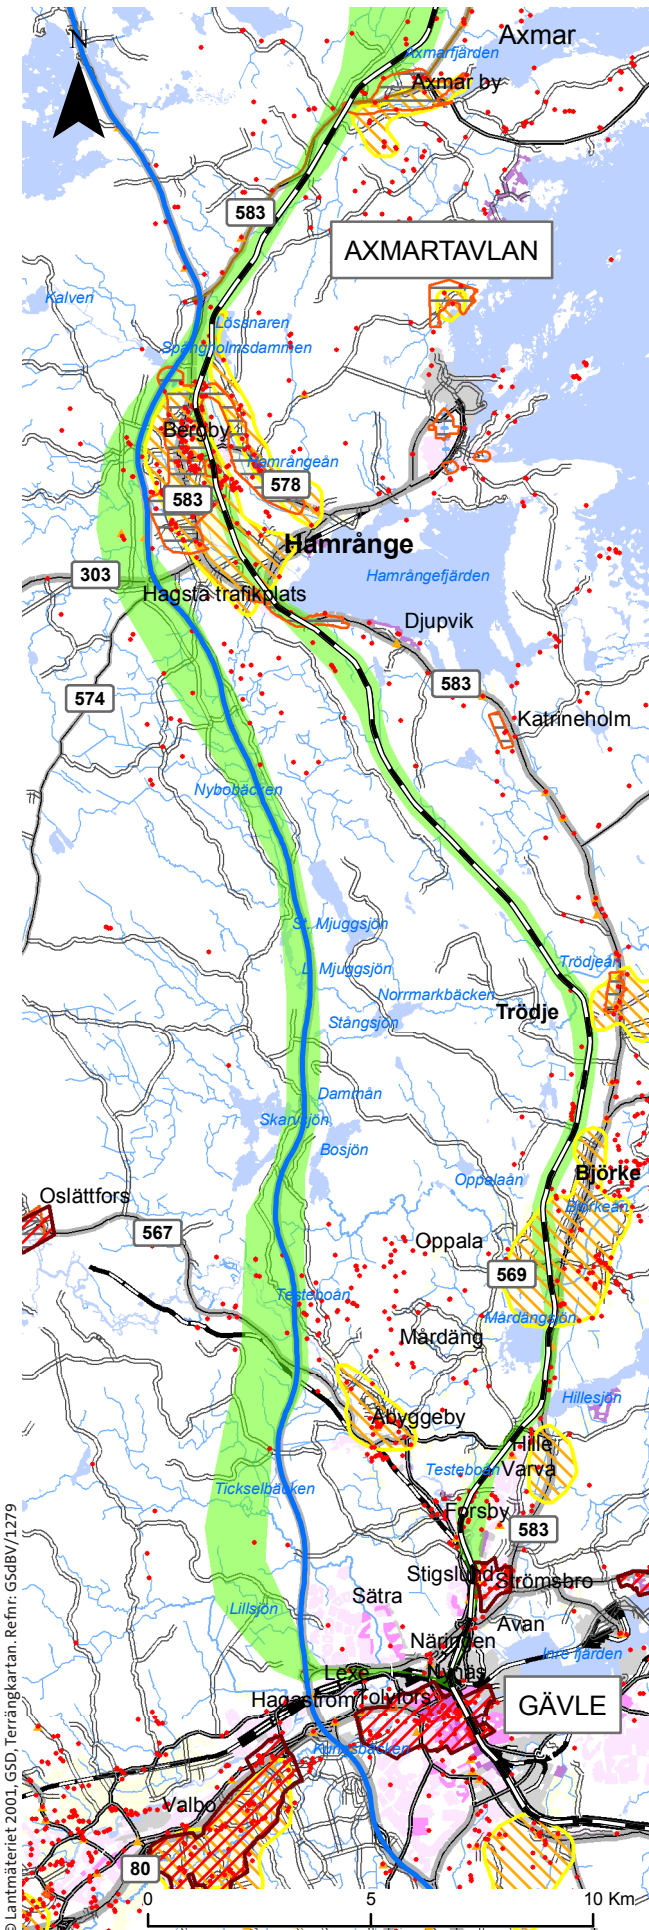 Axmar
N
Axmarfjärden
Axmar by
583
AXMARTAVLAN
Kalven
Lössnaren
Spångholmsdammen
Bergby
Hamrångeån
578
583
Hamrånge
303
Hamrångefjärden
Hagsta trafikplats
Djupvik
574
583
Katrineholm
Nybobäcken
St. Mjuggsjön
L. Mjuggsjön
Trödjeån
Norrmarkbäcken
Trödje
Stångsjön
Dammån
Skarvsjön
Bosjön
Björke
Oppalaån
Oslättfors
Björkeån
567
Oppala
569
Testeboån
Mårdängsjön
Mårdäng
Hillesjön
Åbyggeby
Hille
Testeboån
Varva
Tickselbäcken
Forsby
583
Stigslund
Strömsbro
Sätra
Lillsjön
Avan
Näringen
Inre fjärden
Lexe
Nynäs
Hagaström
Tolvfors
GÄVLE
Kungsbäcken
Valbo
80
0
5
10 Km
© Lantmäteriet 2001, GSD, Terrängkartan. Refnr: GSdBV/1279